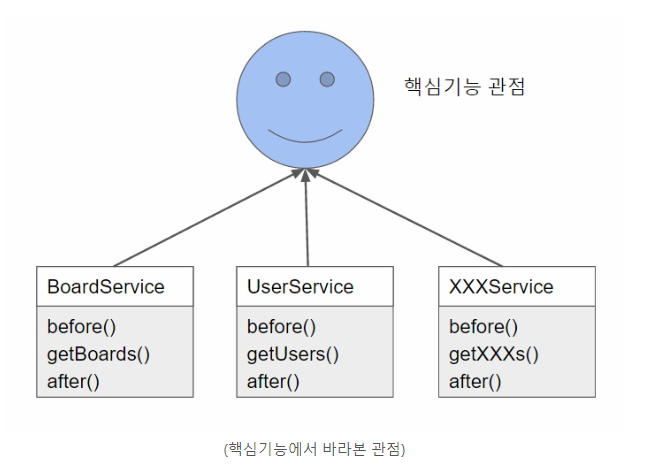 핵심기능 관점
BoardService
before()
getBoards()
after()
UserService
before()
getUsers()
after()
XXXService
before()
getXXXs()
after()
(핵심기능에서 바라본 관점)